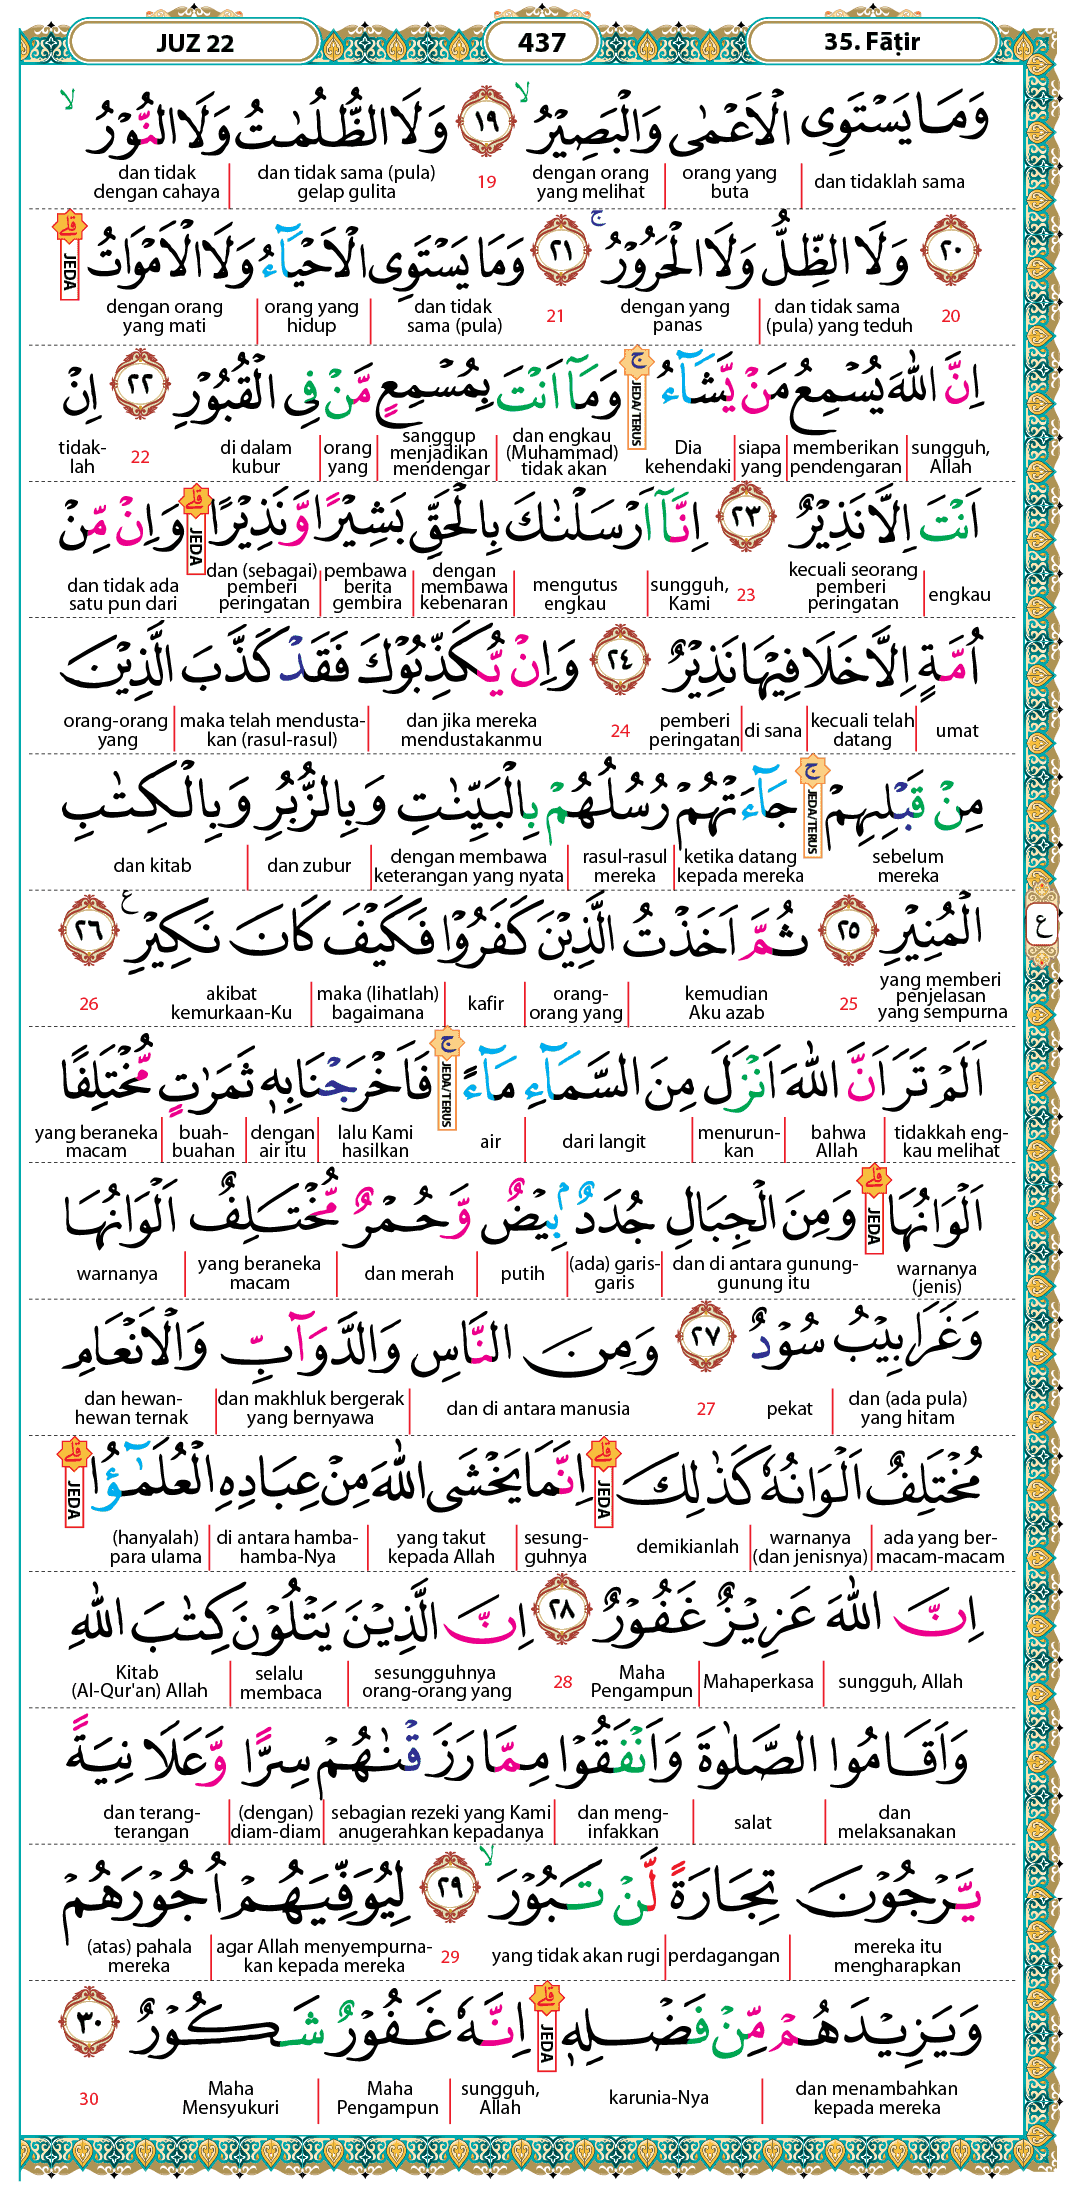 JUZ 22 437 35. Fāṭir
وَمَا يَسْتَوِى الْاَعْمٰى وَالْبَصِيْرُ ۙ ١٩ وَلَا الظُّلُمٰتُ وَلَا النُّوْرُ ۙ
dan tidaklah sama | orang yang buta | dengan orang yang melihat 19 dan tidak sama (pula) gelap gulita | dan tidak dengan cahaya
٢٠ وَلَا الظِّلُّ وَلَا الْحَرُوْرُ ۚ ٢١ وَمَا يَسْتَوِى الْاَحْيَاۤءُ وَلَا الْاَمْوَاتُ ۗ JEDA
20 dan tidak sama (pula) yang teduh | dengan yang panas 21 dan tidak sama (pula) | orang yang hidup | dengan orang yang mati
اِنَّ اللّٰهَ يُسْمِعُ مَنْ يَّشَاۤءُ ۚ JEDA/TERUS وَمَآ اَنْتَ بِمُسْمِعٍ مَّنْ فِى الْقُبُوْرِ ٢٢ اِنْ
sungguh, Allah | memberikan pendengaran | siapa yang | Dia kehendaki dan engkau (Muhammad) tidak akan | sanggup menjadikan mendengar | orang yang | di dalam kubur 22 tidak-lah
اَنْتَ اِلَّا نَذِيْرٌ ٢٣ اِنَّآ اَرْسَلْنٰكَ بِالْحَقِّ بَشِيْرًا وَّنَذِيْرًا ۗ JEDA وَاِنْ مِّنْ
engkau | kecuali seorang pemberi peringatan 23 sungguh, Kami | mengutus engkau | dengan membawa kebenaran | pembawa berita gembira | dan (sebagai) pemberi peringatan dan tidak ada satu pun dari
اُمَّةٍ اِلَّا خَلَا فِيْهَا نَذِيْرٌ ٢٤ وَاِنْ يُّكَذِّبُوْكَ فَقَدْ كَذَّبَ الَّذِيْنَ
umat | kecuali telah datang | di sana | pemberi peringatan 24 dan jika mereka mendustakanmu | maka telah mendusta-kan (rasul-rasul) | orang-orang yang
مِنْ قَبْلِهِمْ ۚ JEDA/TERUS جَاۤءَتْهُمْ رُسُلُهُمْ بِالْبَيِّنٰتِ وَبِالزُّبُرِ وَبِالْكِتٰبِ
sebelum mereka ketika datang kepada mereka | rasul-rasul mereka | dengan membawa keterangan yang nyata | dan zubur | dan kitab
الْمُنِيْرِ ٢٥ ثُمَّ اَخَذْتُ الَّذِيْنَ كَفَرُوْا فَكَيْفَ كَانَ نَكِيْرِ ࣖ ٢٦ ع
yang memberi penjelasan yang sempurna 25 kemudian Aku azab | orang-orang yang | kafir | maka (lihatlah) bagaimana | akibat kemurkaan-Ku 26
اَلَمْ تَرَ اَنَّ اللّٰهَ اَنْزَلَ مِنَ السَّمَاۤءِ مَاۤءً ۚ JEDA/TERUS فَاَخْرَجْنَا بِهٖ ثَمَرٰتٍ مُّخْتَلِفًا
tidakkah eng-kau melihat | bahwa Allah | menurun-kan | dari langit | air lalu Kami hasilkan | dengan air itu | buah-buahan | yang beraneka macam
اَلْوَانُهَا ۗ JEDA وَمِنَ الْجِبَالِ جُدَدٌۢ بِيْضٌ وَّحُمْرٌ مُّخْتَلِفٌ اَلْوَانُهَا
warnanya (jenis) dan di antara gunung-gunung itu | (ada) garis-garis | putih | dan merah | yang beraneka macam | warnanya
وَغَرَابِيْبُ سُوْدٌ ٢٧ وَمِنَ النَّاسِ وَالدَّوَاۤبِّ وَالْاَنْعَامِ
dan (ada pula) yang hitam | pekat 27 dan di antara manusia | dan makhluk bergerak yang bernyawa | dan hewan-hewan ternak
مُخْتَلِفٌ اَلْوَانُهٗ كَذٰلِكَ ۗ JEDA اِنَّمَا يَخْشَى اللّٰهَ مِنْ عِبَادِهِ الْعُلَمٰۤؤُا ۗ JEDA
ada yang ber-macam-macam | warnanya (dan jenisnya) | demikianlah sesung-guhnya | yang takut kepada Allah | di antara hamba-hamba-Nya | (hanyalah) para ulama
اِنَّ اللّٰهَ عَزِيْزٌ غَفُوْرٌ ٢٨ اِنَّ الَّذِيْنَ يَتْلُوْنَ كِتٰبَ اللّٰهِ
sungguh, Allah | Mahaperkasa | Maha Pengampun 28 sesungguhnya orang-orang yang | selalu membaca | Kitab (Al-Qur'an) Allah
وَاَقَامُوا الصَّلٰوةَ وَاَنْفَقُوْا مِمَّا رَزَقْنٰهُمْ سِرًّا وَّعَلَانِيَةً
dan melaksanakan | salat | dan meng-infakkan | sebagian rezeki yang Kami anugerahkan kepadanya | (dengan) diam-diam | dan terang-terangan
يَّرْجُوْنَ تِجَارَةً لَّنْ تَبُوْرَ ۙ ٢٩ لِيُوَفِّيَهُمْ اُجُوْرَهُمْ
mereka itu mengharapkan | perdagangan | yang tidak akan rugi 29 agar Allah menyempurna-kan kepada mereka | (atas) pahala mereka
وَيَزِيْدَهُمْ مِّنْ فَضْلِهٖ ۗ JEDA اِنَّهٗ غَفُوْرٌ شَكُوْرٌ ٣٠
dan menambahkan kepada mereka | karunia-Nya sungguh, Allah | Maha Pengampun | Maha Mensyukuri 30